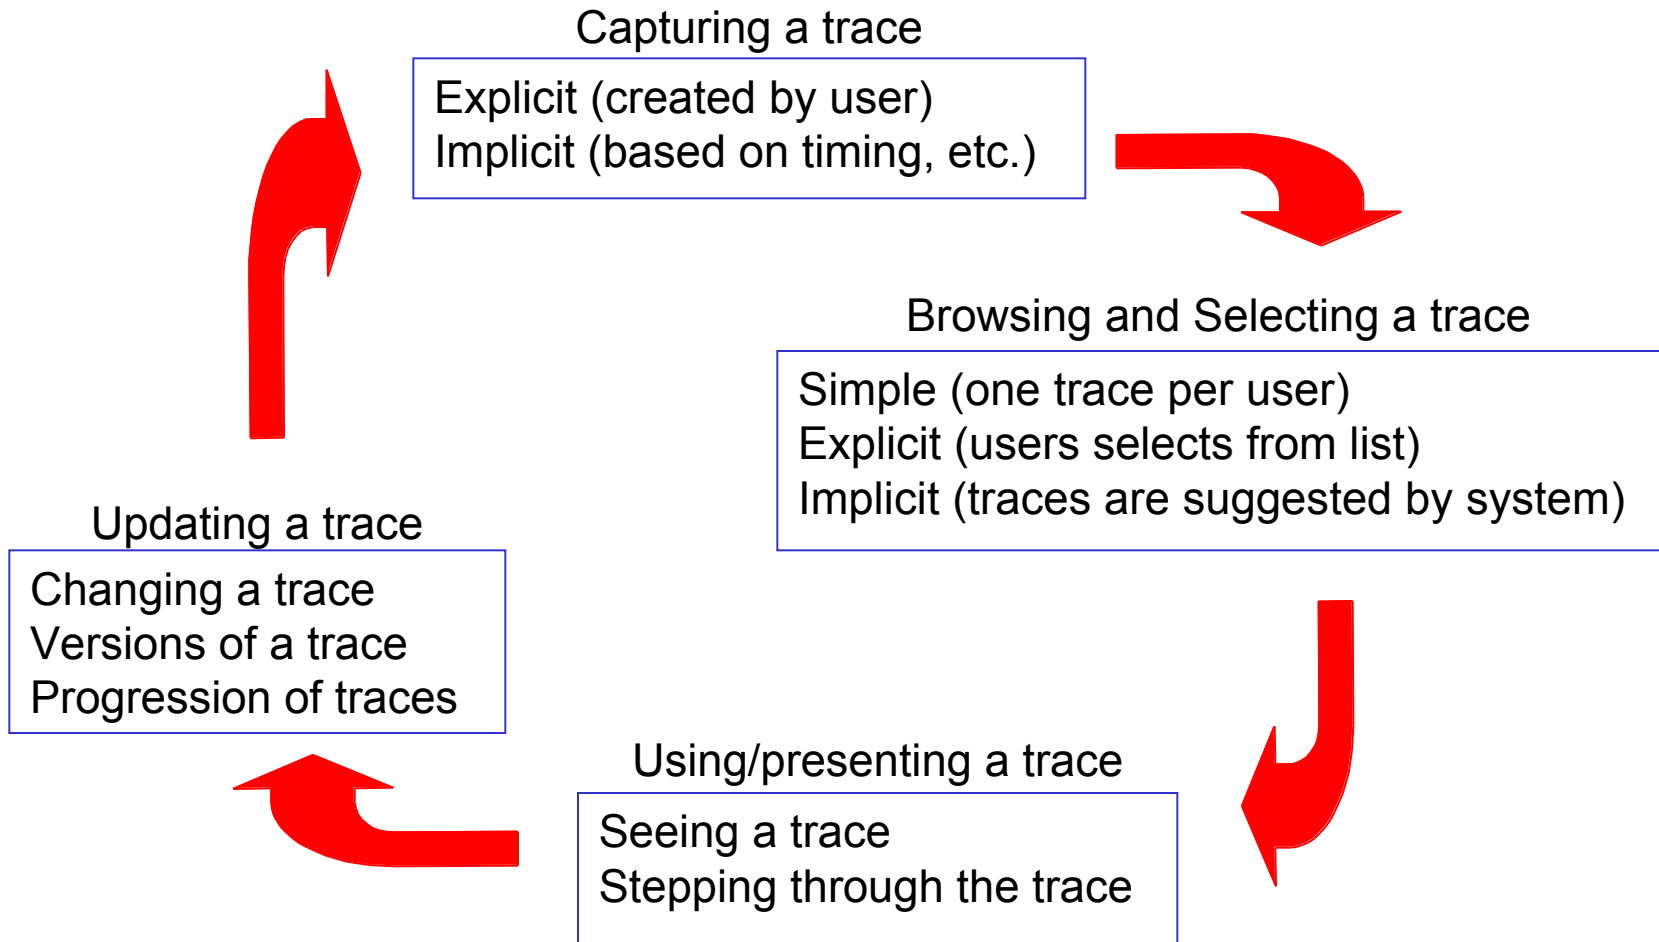 Capturing a trace
Explicit (created by user)
Implicit (based on timing, etc.)
Browsing and Selecting a trace
Simple (one trace per user)
Explicit (users selects from list)
Implicit (traces are suggested by system)
Using/presenting a trace
Seeing a trace
Stepping through the trace
Updating a trace
Changing a trace
Versions of a trace
Progression of traces